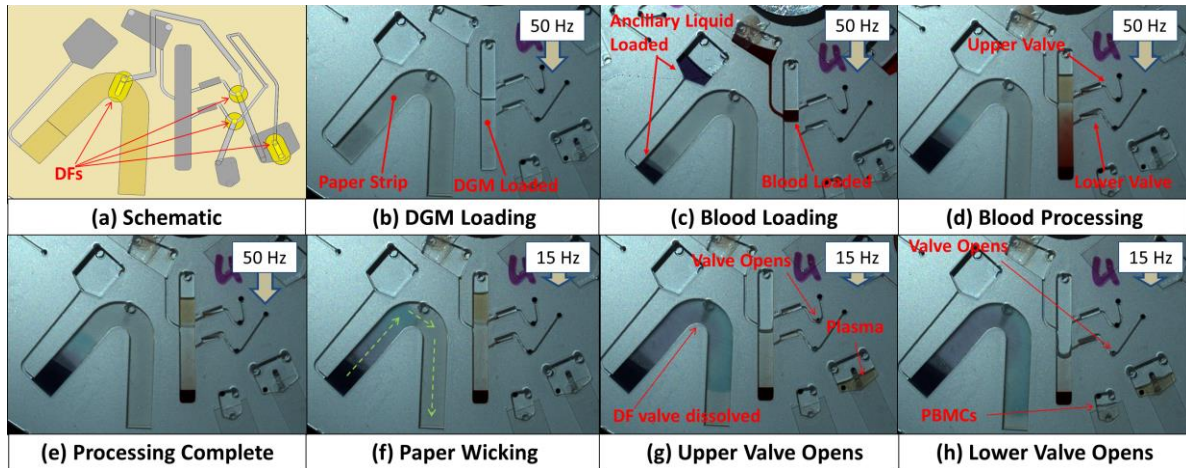 DFs
(a) Schematic
50 Hz
Paper Strip
DGM Loaded
(b) DGM Loading
Ancillary Liquid
Loaded
50 Hz
Blood Loaded
(c) Blood Loading
50 Hz
Upper Valve
Lower Valve
(d) Blood Processing
50 Hz
(e) Processing Complete
15 Hz
(f) Paper Wicking
Valve Opens
15 Hz
Plasma
DF valve dissolved
(g) Upper Valve Opens
Valve Opens
15 Hz
PBMCs
(h) Lower Valve Opens